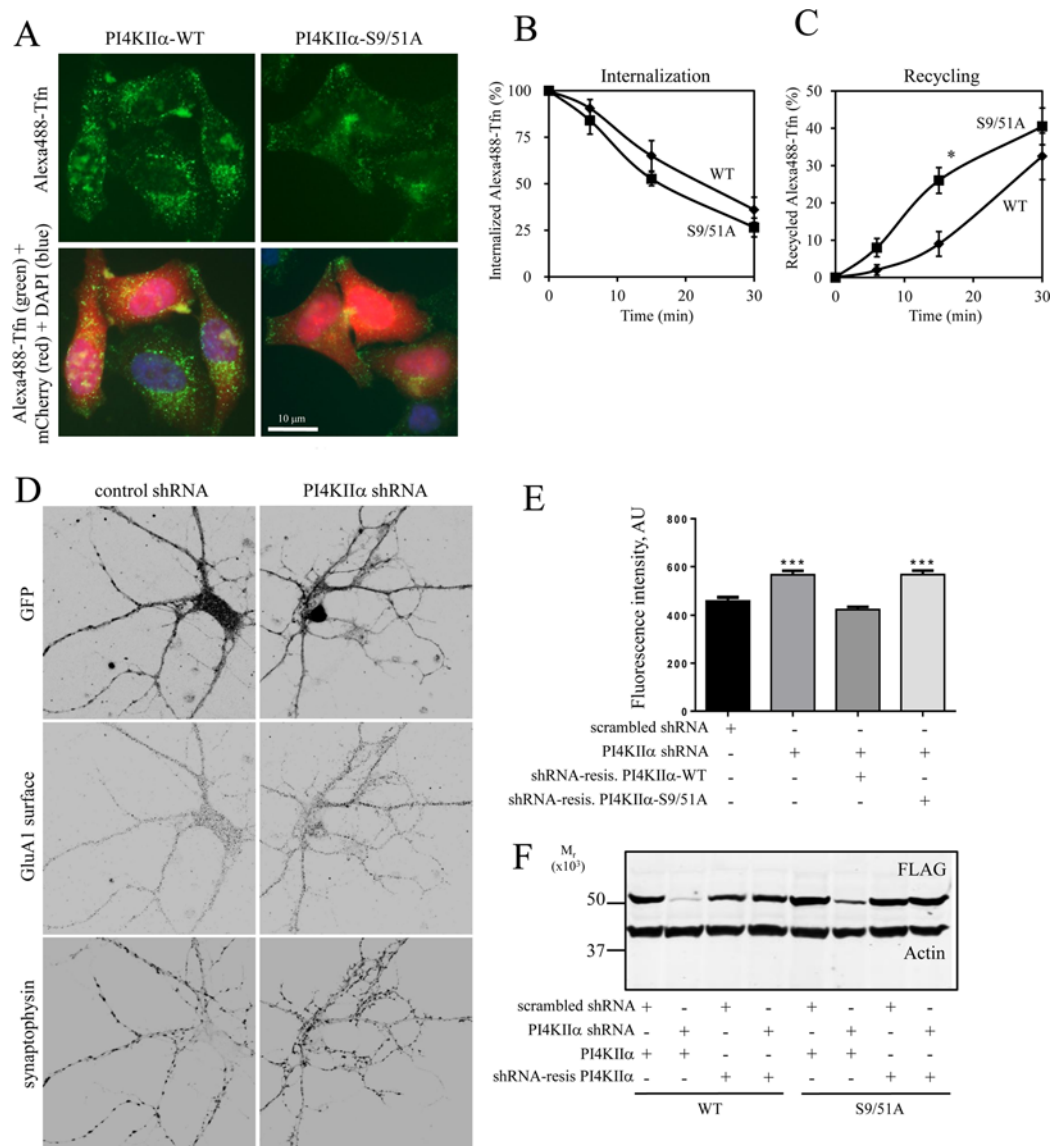 A
PI4KIIα-WT
PI4KIIα-S9/51A
Alexa488-Tfn
Alexa488-Tfn (green) +
mCherry (red) + DAPI (blue)
10 μm
B
Internalization
Internalized Alexa488-Tfn (%)
100
75
50
25
0
WT
S9/51A
0 10 20 30
Time (min)
C
Recycling
Recycled Alexa488-Tfn (%)
50
40
30
20
10
0
S9/51A
*
WT
0 10 20 30
Time (min)
D
control shRNA
PI4KIIα shRNA
GFP
GluA1 surface
synaptophysin
E
Fluorescence intensity, AU
800
600
400
200
0
*** ***
scrambled shRNA + - - -
PI4KIIα shRNA - + + +
shRNA-resis. PI4KIIα-WT - - + -
shRNA-resis. PI4KIIα-S9/51A - - - +
F
Mr
(x10³)
50
37
FLAG
Actin
scrambled shRNA + - + - + - + -
PI4KIIα shRNA - + - + - + - +
PI4KIIα + + - - + + - -
shRNA-resis PI4KIIα - - + + - - + +
WT
S9/51A